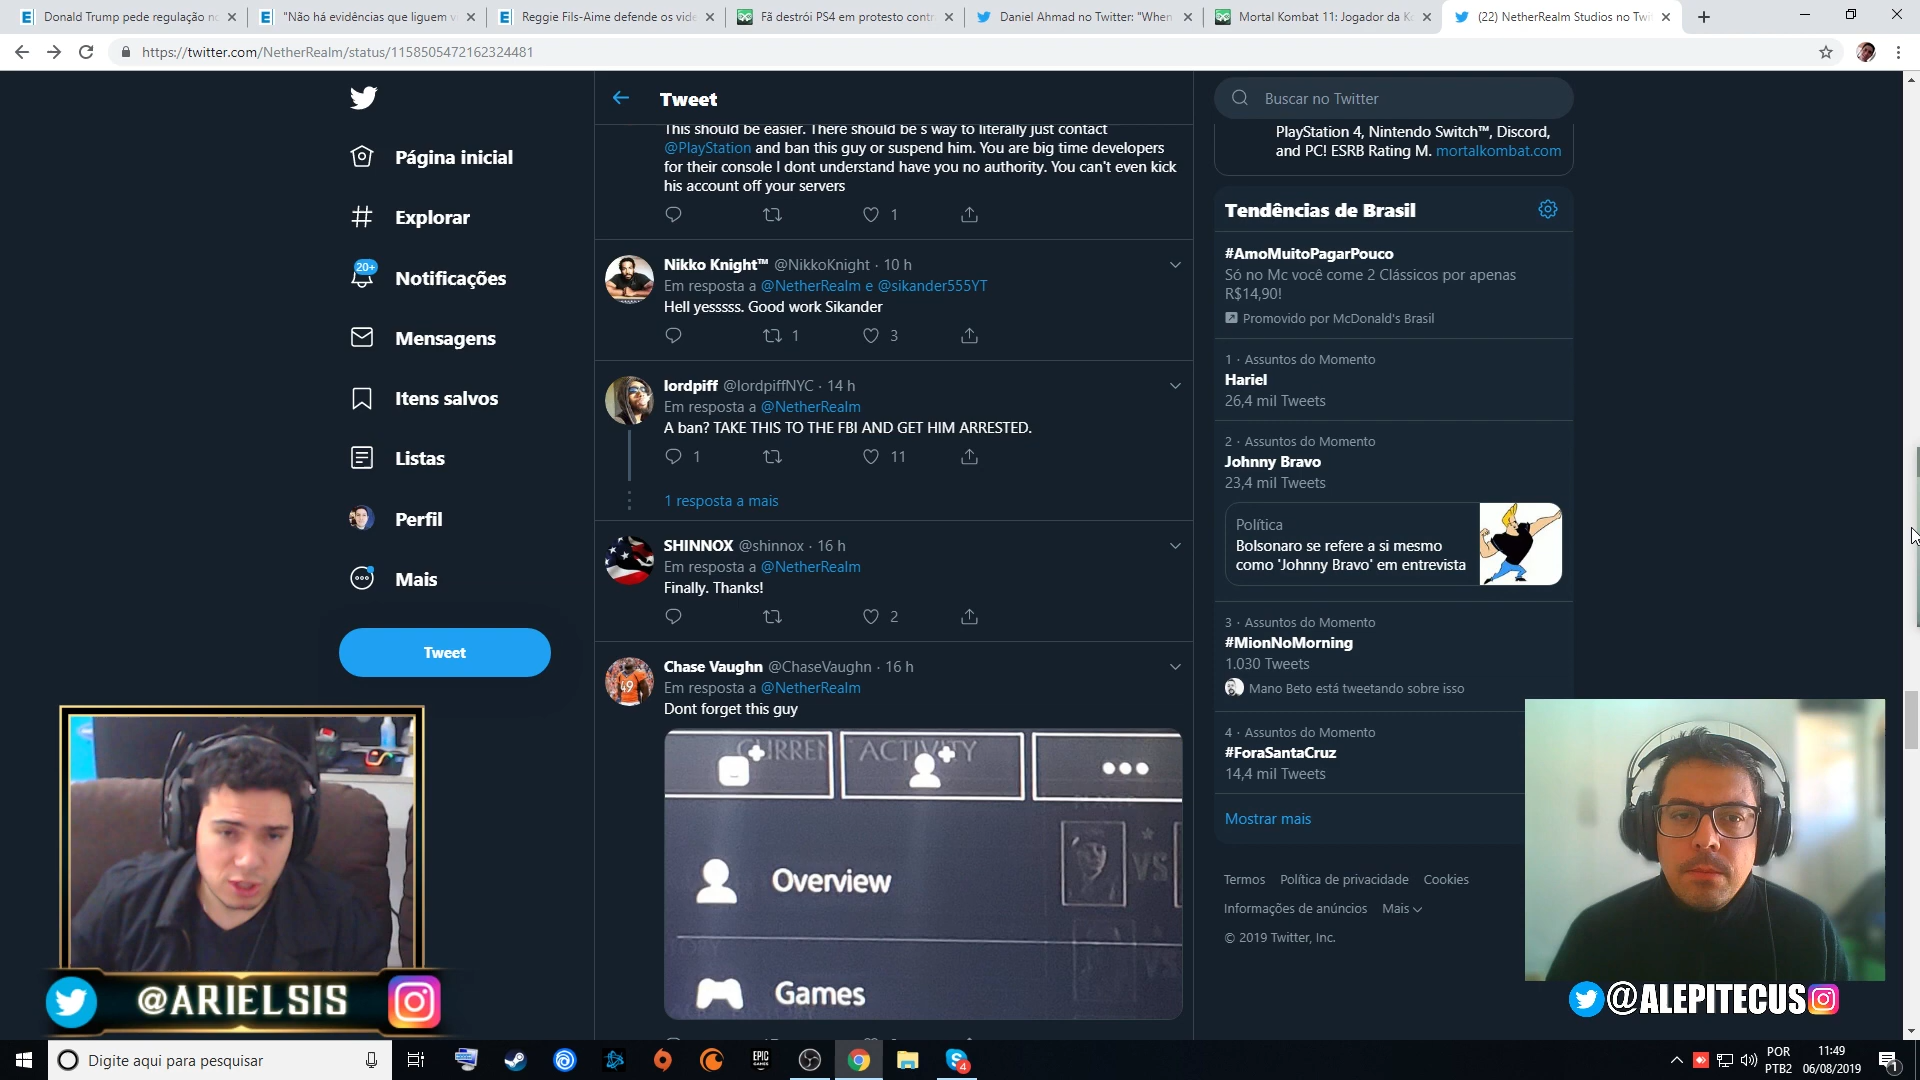 Donald Trump pede regulação no
"Não há evidências que liguem v
Reggie Fils-Aime defende os vide
Fã destrói PS4 em protesto contr
Daniel Ahmad no Twitter: "When
Mortal Kombat 11: Jogador da K
(22) NetherRealm Studios no Twi
https://twitter.com/NetherRealm/status/1158505472162324481
Página inicial
Explorar
20+
Notificações
Mensagens
Itens salvos
Listas
Perfil
Mais
Tweet
Tweet
This should be easier. There should be s way to literally just contact
@PlayStation and ban this guy or suspend him. You are big time developers
for their console I dont understand have you no authority. You can't even kick
his account off your servers
1
Nikko Knight™ @NikkoKnight · 10 h
Em resposta a @NetherRealm e @sikander555YT
Hell yesssss. Good work Sikander
1 3
lordpiff @lordpiffNYC · 14 h
Em resposta a @NetherRealm
A ban? TAKE THIS TO THE FBI AND GET HIM ARRESTED.
1 11
1 resposta a mais
SHINNOX @shinnox · 16 h
Em resposta a @NetherRealm
Finally. Thanks!
2
Chase Vaughn @ChaseVaughn · 16 h
Em resposta a @NetherRealm
Dont forget this guy
49
CURREN ACTIVITY
Overview
VS
Games
VS
Buscar no Twitter
PlayStation 4, Nintendo Switch™, Discord,
and PC! ESRB Rating M. mortalkombat.com
Tendências de Brasil
#AmoMuitoPagarPouco
Só no Mc você come 2 Clássicos por apenas
R$14,90!
Promovido por McDonald's Brasil
1 · Assuntos do Momento
Hariel
26,4 mil Tweets
2 · Assuntos do Momento
Johnny Bravo
23,4 mil Tweets
Política
Bolsonaro se refere a si mesmo
como 'Johnny Bravo' em entrevista
3 · Assuntos do Momento
#MionNoMorning
1.030 Tweets
Mano Beto está tweetando sobre isso
4 · Assuntos do Momento
#ForaSantaCruz
14,4 mil Tweets
Mostrar mais
Termos Política de privacidade Cookies
Informações de anúncios Mais
© 2019 Twitter, Inc.
@ARIELSIS
@ALEPITECUS
Digite aqui para pesquisar
EPIC
GAMES
4
POR
PTB2
11:49
06/08/2019
1